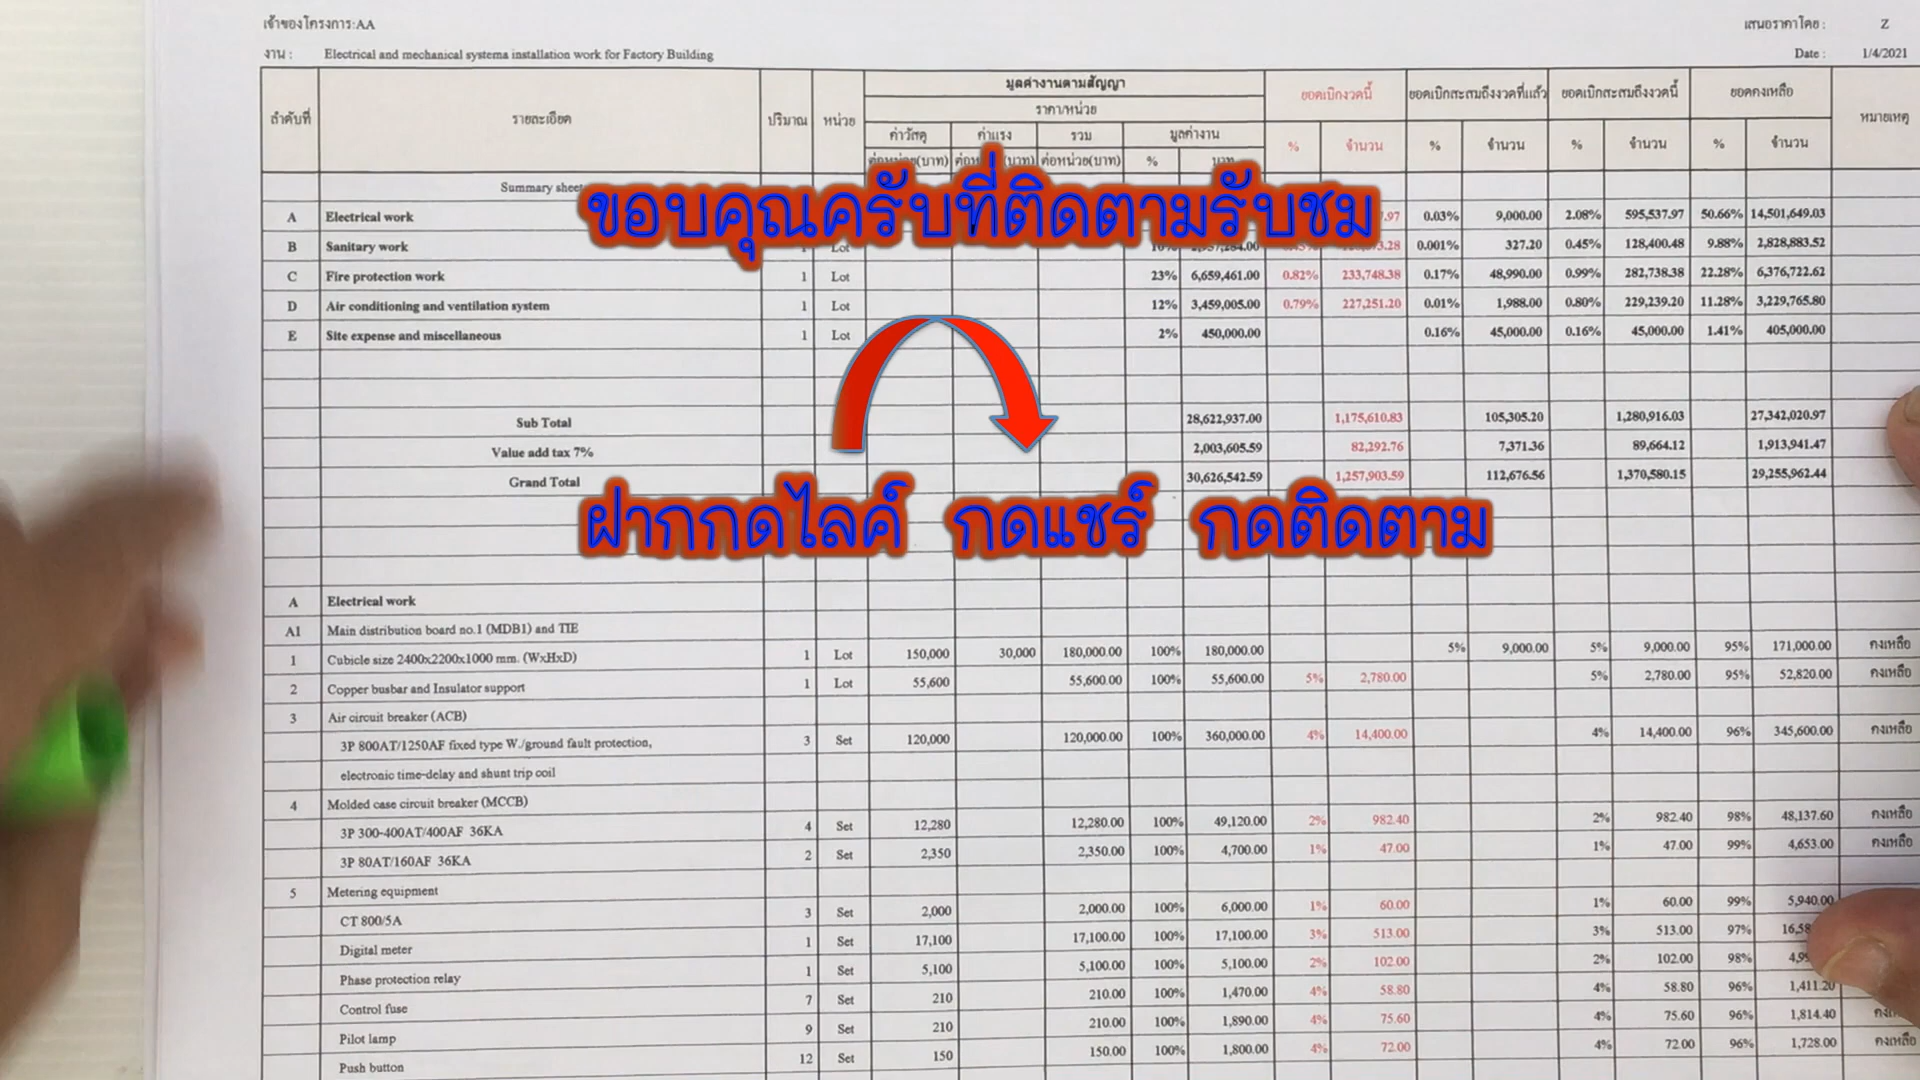 เจ้าของโครงการ:AA เสนอราคาโดย : Z
งาน : Electrical and mechanical systema installation work for Factory Building Date : 1/4/2021
ลำดับที่ รายละเอียด ปริมาณ หน่วย มูลค่างานตามสัญญา ยอดเบิกงวดนี้ ยอดเบิกสะสมถึงงวดที่แล้ว ยอดเบิกสะสมถึงงวดนี้ ยอดคงเหลือ หมายเหตุ
ราคา/หน่วย
ค่าวัสดุ ค่าแรง รวม มูลค่างาน % จำนวน % จำนวน % จำนวน % จำนวน
ต่อหน่วย(บาท) ต่อหน่วย(บาท) ต่อหน่วย(บาท) % บาท
Summary sheet
ขอบคุณครับที่ติดตามรับชม
A Electrical work 0.03% 9,000.00 2.08% 595,537.97 50.66% 14,501,649.03
B Sanitary work 1 Lot 0.001% 327.20 0.45% 128,400.48 9.88% 2,828,883.52
C Fire protection work 1 Lot 23% 6,659,461.00 0.82% 233,748.38 0.17% 48,990.00 0.99% 282,738.38 22.28% 6,376,722.62
D Air conditioning and ventilation system 1 Lot 12% 3,459,005.00 0.79% 227,251.20 0.01% 1,988.00 0.80% 229,239.20 11.28% 3,229,765.80
E Site expense and miscellaneous 1 Lot 2% 450,000.00 0.16% 45,000.00 0.16% 45,000.00 1.41% 405,000.00
Sub Total 28,622,937.00 1,175,610.83 105,305.20 1,280,916.03 27,342,020.97
Value add tax 7% 2,003,605.59 82,292.76 7,371.36 89,664.12 1,913,941.47
Grand Total 30,626,542.59 1,257,903.59 112,676.56 1,370,580.15 29,255,962.44
ฝากกดไลค์ กดแชร์ กดติดตาม
A Electrical work
A1 Main distribution board no.1 (MDB1) and TIE
1 Cubicle size 2400x2200x1000 mm. (WxHxD) 1 Lot 150,000 30,000 180,000.00 100% 180,000.00 5% 9,000.00 5% 9,000.00 95% 171,000.00 คงเหลือ
2 Copper busbar and Insulator support 1 Lot 55,600 55,600.00 100% 55,600.00 5% 2,780.00 5% 2,780.00 95% 52,820.00 คงเหลือ
3 Air circuit breaker (ACB)
3P 800AT/1250AF fixed type W./ground fault protection, 3 Set 120,000 120,000.00 100% 360,000.00 4% 14,400.00 4% 14,400.00 96% 345,600.00 คงเหลือ
electronic time-delay and shunt trip coil
4 Molded case circuit breaker (MCCB)
3P 300-400AT/400AF 36KA 4 Set 12,280 12,280.00 100% 49,120.00 2% 982.40 2% 982.40 98% 48,137.60 คงเหลือ
3P 80AT/160AF 36KA 2 Set 2,350 2,350.00 100% 4,700.00 1% 47.00 1% 47.00 99% 4,653.00 คงเหลือ
5 Metering equipment
CT 800/5A 3 Set 2,000 2,000.00 100% 6,000.00 1% 60.00 1% 60.00 99% 5,940.00
Digital meter 1 Set 17,100 17,100.00 100% 17,100.00 3% 513.00 3% 513.00 97%
Phase protection relay 1 Set 5,100 5,100.00 100% 5,100.00 2% 102.00 2% 102.00 98%
Control fuse 7 Set 210 210.00 100% 1,470.00 4% 58.80 4% 58.80 96% 1,411.20
Pilot lamp 9 Set 210 210.00 100% 1,890.00 4% 75.60 4% 75.60 96% 1,814.40
Push button 12 Set 150 150.00 100% 1,800.00 4% 72.00 4% 72.00 96% 1,728.00 คงเหลือ